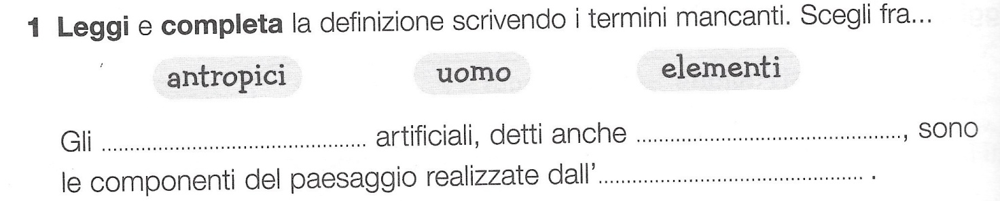 1 Leggi e completa la definizione scrivendo i termini mancanti. Scegli fra...
antropici uomo elementi
Gli ........................................ artificiali, detti anche ........................................, sono
le componenti del paesaggio realizzate dall'........................................ .